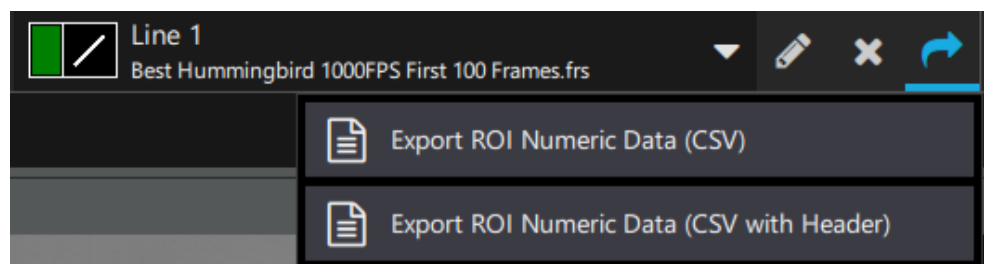 Line 1
Best Hummingbird 1000FPS First 100 Frames.frs
Export ROI Numeric Data (CSV)
Export ROI Numeric Data (CSV with Header)